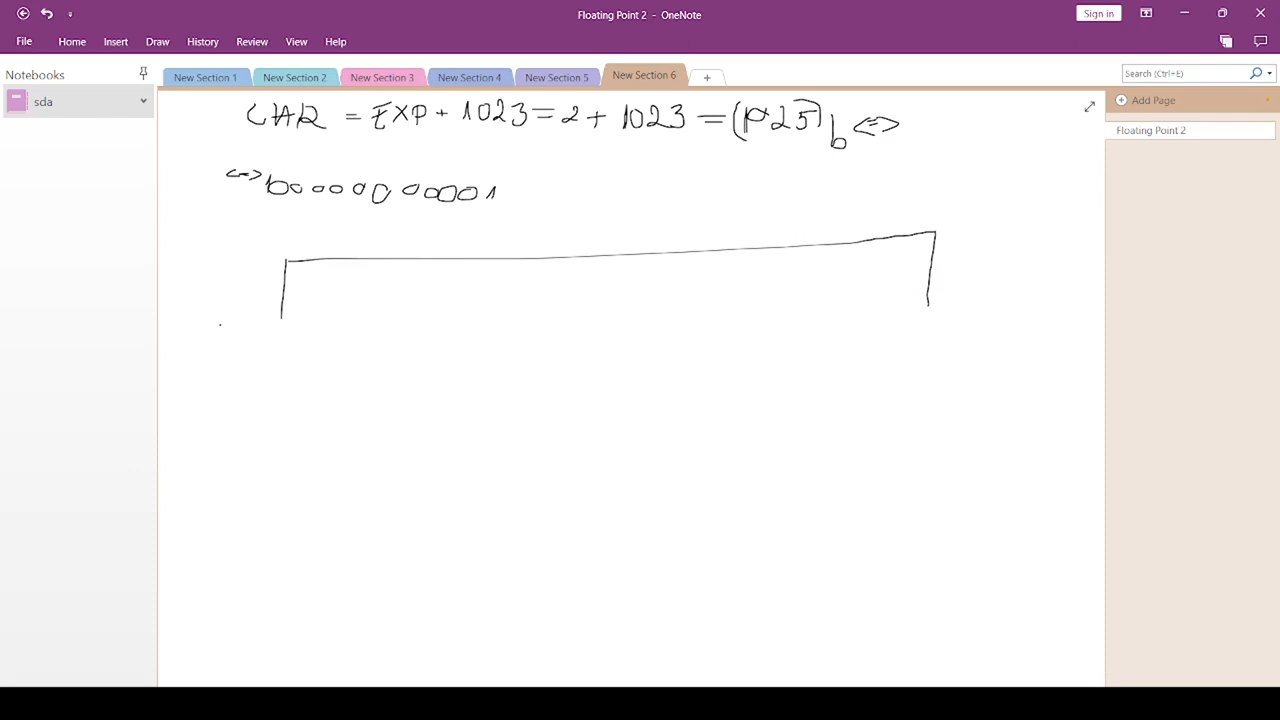 Floating Point 2 - OneNote
Sign in
File Home Insert Draw History Review View Help
Notebooks
New Section 1 New Section 2 New Section 3 New Section 4 New Section 5 New Section 6 +
Search (Ctrl+E)
sda
Add Page
Floating Point 2
CAR = EXP + 1023 = 2 + 1023 = (1025)b <=>
<=> 10000000001